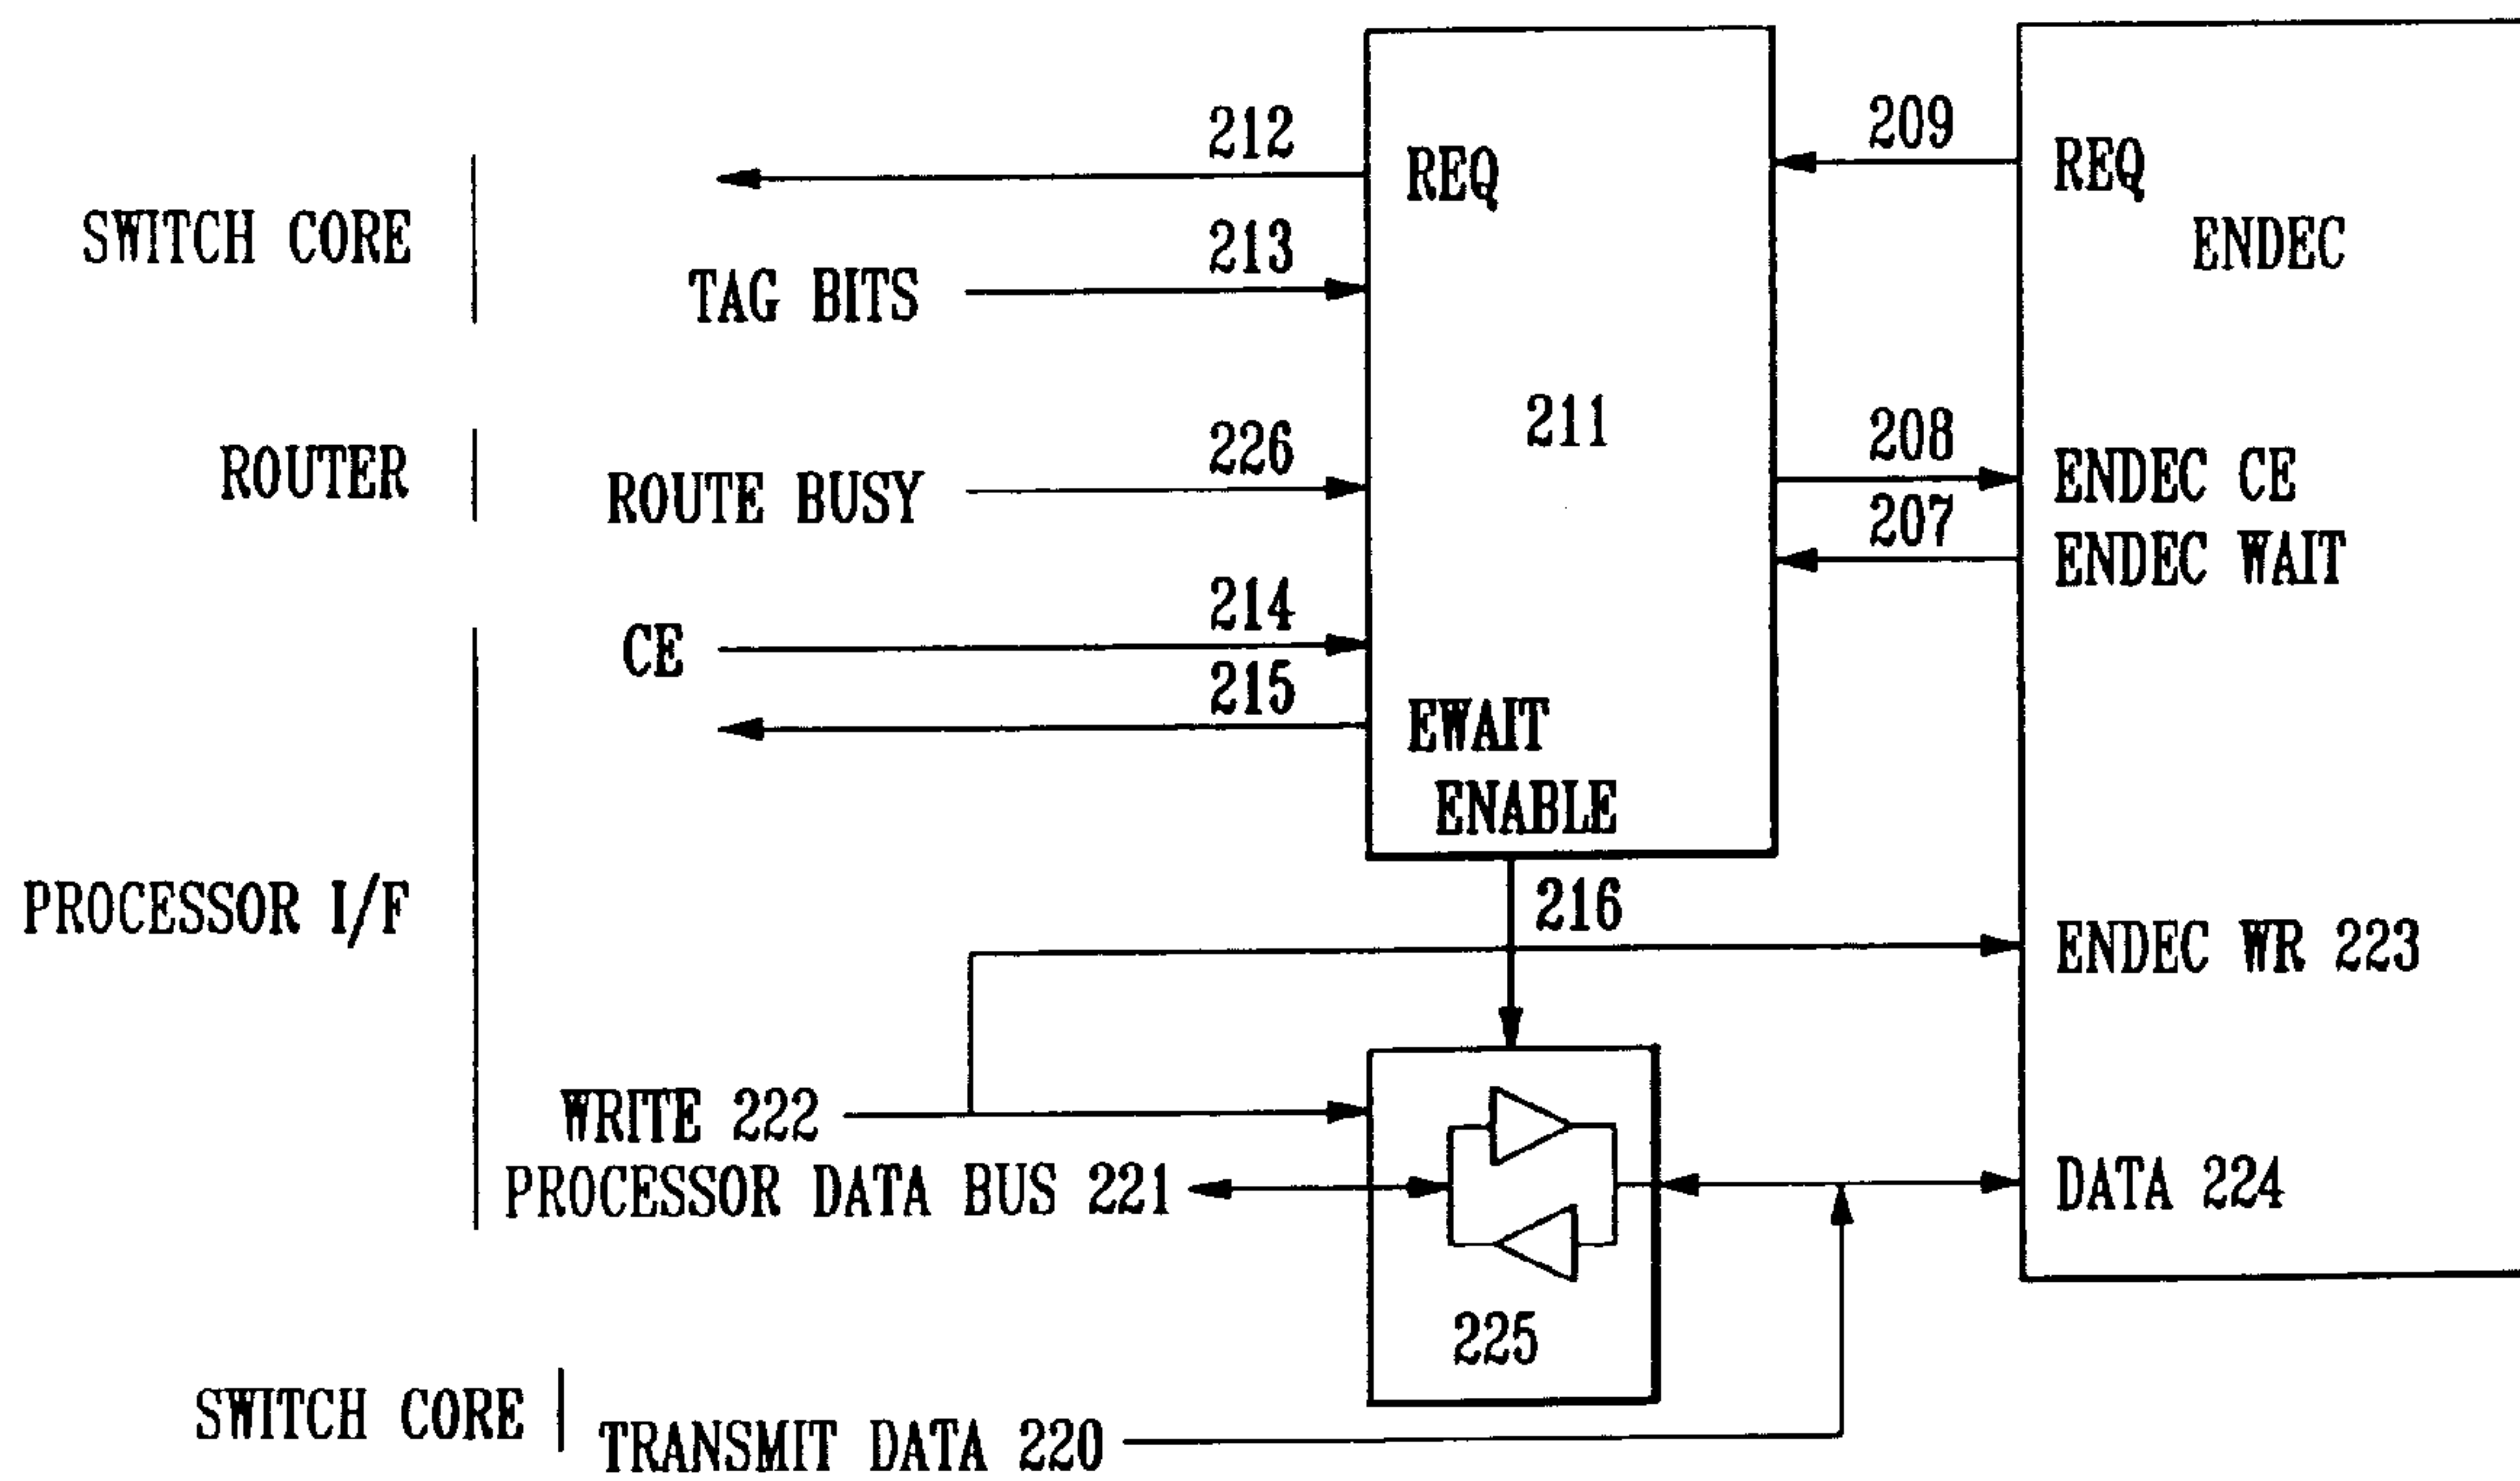 212
209
REQ
REQ
SWITCH CORE
213
ENDEC
TAG BITS
211
226
208
ROUTER
ROUTE BUSY
ENDEC CE
207
ENDEC WAIT
214
CE
215
EWAIT
ENABLE
PROCESSOR I/F
216
ENDEC WR 223
WRITE 222
PROCESSOR DATA BUS 221
DATA 224
225
SWITCH CORE
TRANSMIT DATA 220